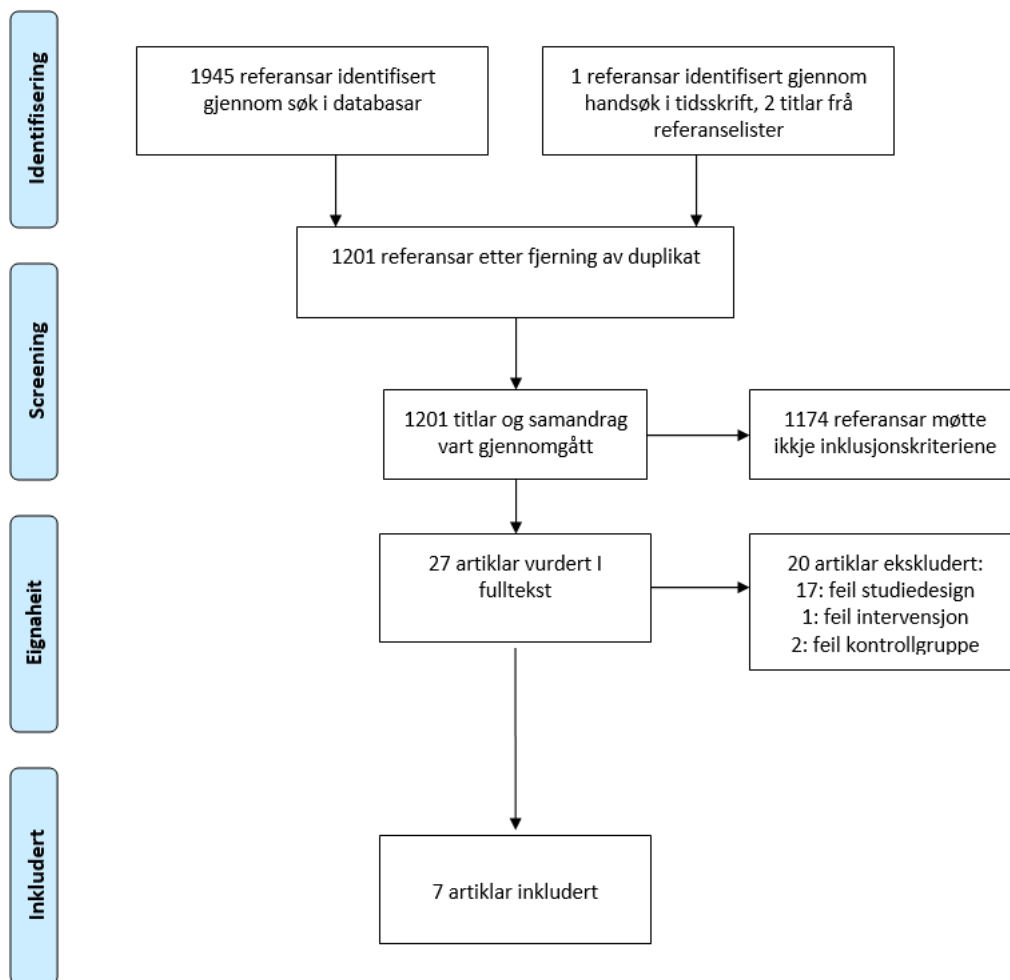 Identifisering
1945 referansar identifisert
gjennom søk i databasar
1 referansar identifisert gjennom
handsøk i tidsskrift, 2 titlar frå
referanselister
1201 referansar etter fjerning av duplikat
Screening
1201 titlar og samandrag
vart gjennomgått
1174 referansar møtte
ikkje inklusjonskriteriene
Eignaheit
27 artiklar vurdert I
fulltekst
20 artiklar ekskludert:
17: feil studiedesign
1: feil intervensjon
2: feil kontrollgruppe
Inkludert
7 artiklar inkludert